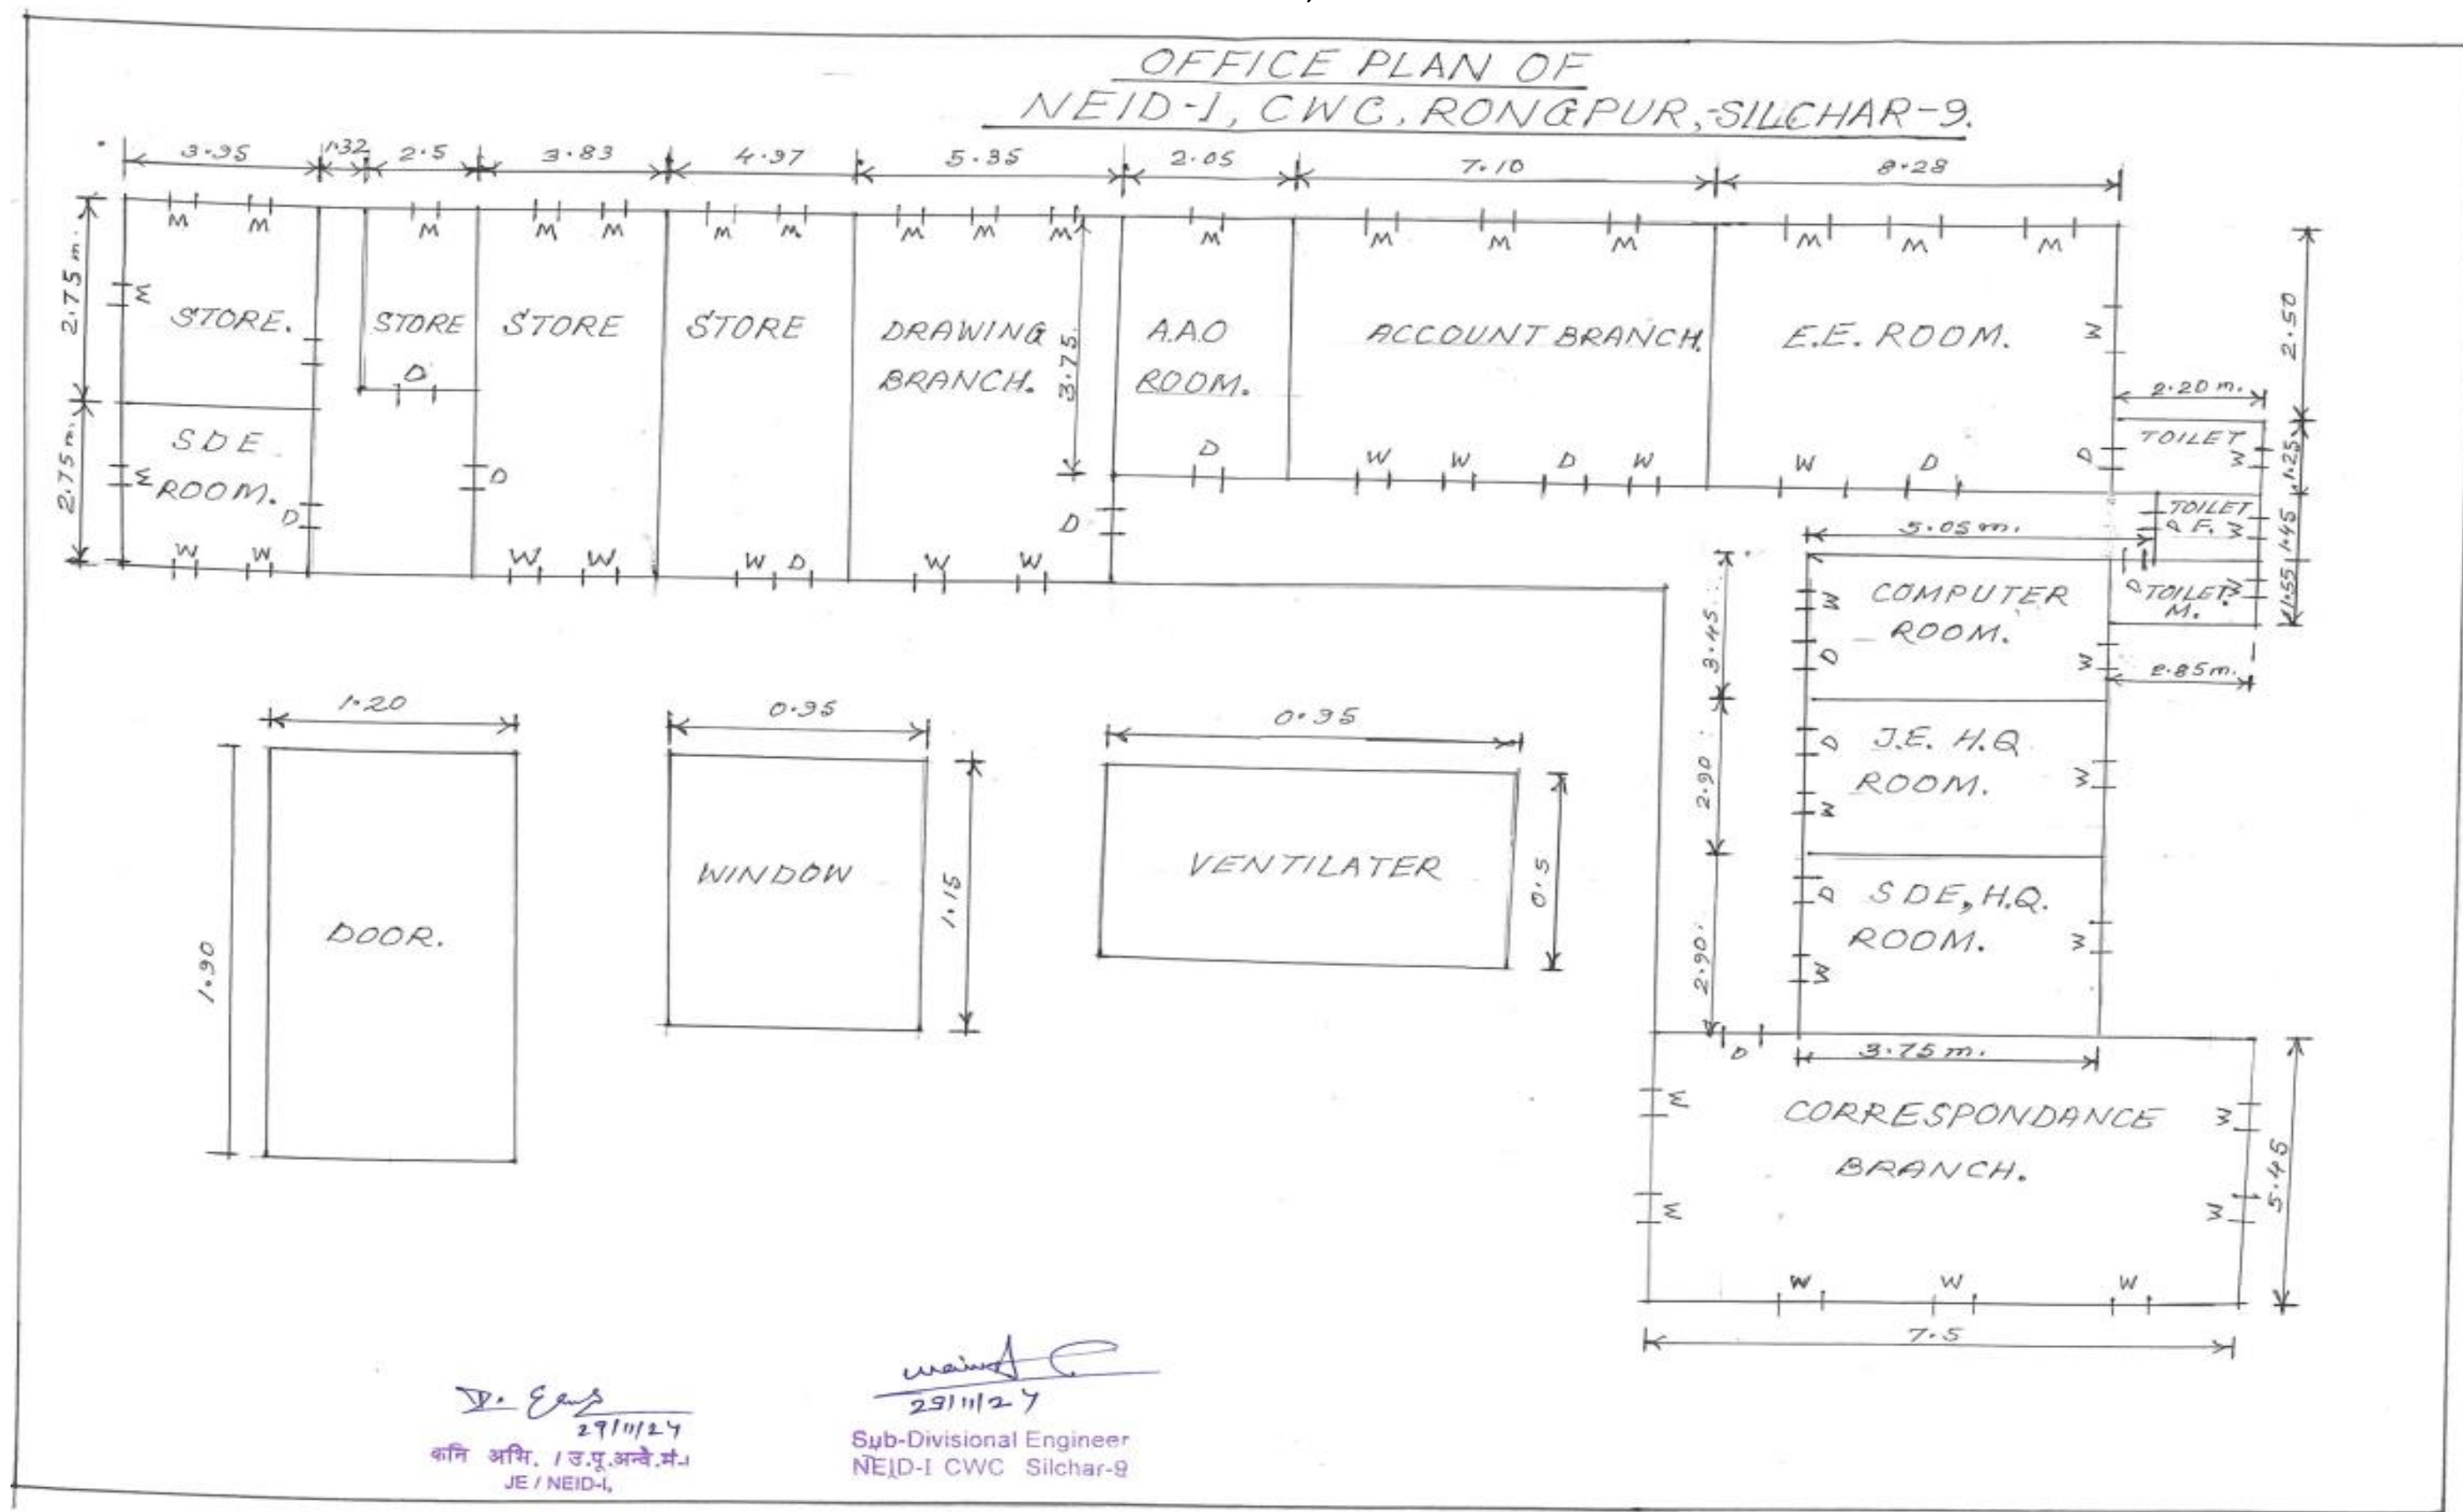 OFFICE PLAN OF
NEID-I, CWC, RONGPUR, SILCHAR-9.
3.95 1.32 2.5 3.83 4.97 5.35 2.05 7.10 8.28
M M M M M M M M M M M M M M M M M
2.75 m.
W
STORE.
STORE
D
STORE
STORE
DRAWING
BRANCH.
3.75.
A.A.O
ROOM.
ACCOUNT BRANCH.
E.E. ROOM.
W
2.50
2.20 m.
2.75 m.
W
SDE
ROOM.
D
D
W W W W W D W W
D
D
W W D W
W D
D
TOILET
W
1.25
TOILET
F. W
1.45
D TOILET W
M.
1.55
2.85 m.
5.05 m.
3.45
W
D
COMPUTER
ROOM.
W
2.90
D
W
J.E. H.Q
ROOM.
W
2.90
D
W
SDE, H.Q.
ROOM.
W
D
3.75 m.
W
W
CORRESPONDANCE
BRANCH.
W
W
5.45
W W W
7.5
1.20
1.90
DOOR.
0.95
WINDOW
1.15
0.95
VENTILATER
0.5
29/11/24
कनि अभि. / उ.पू.अन्वे.मं-I
JE / NEID-I,
29/11/24
Sub-Divisional Engineer
NEID-I CWC Silchar-9